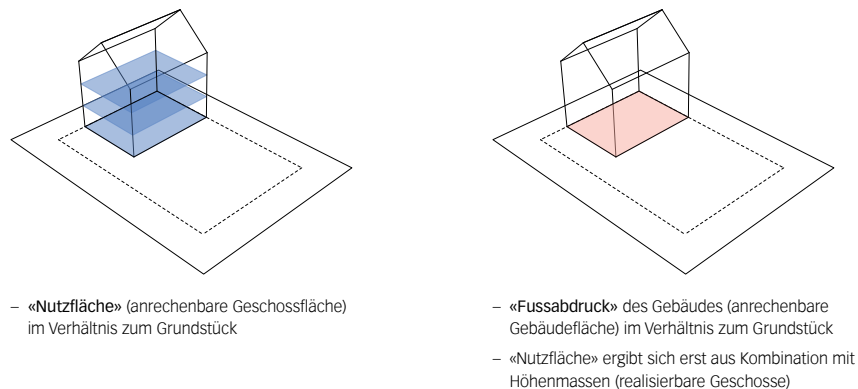 – «Nutzfläche» (anrechenbare Geschossfläche)
im Verhältnis zum Grundstück
– «Fussabdruck» des Gebäudes (anrechenbare
Gebäudefläche) im Verhältnis zum Grundstück
– «Nutzfläche» ergibt sich erst aus Kombination mit
Höhenmassen (realisierbare Geschosse)